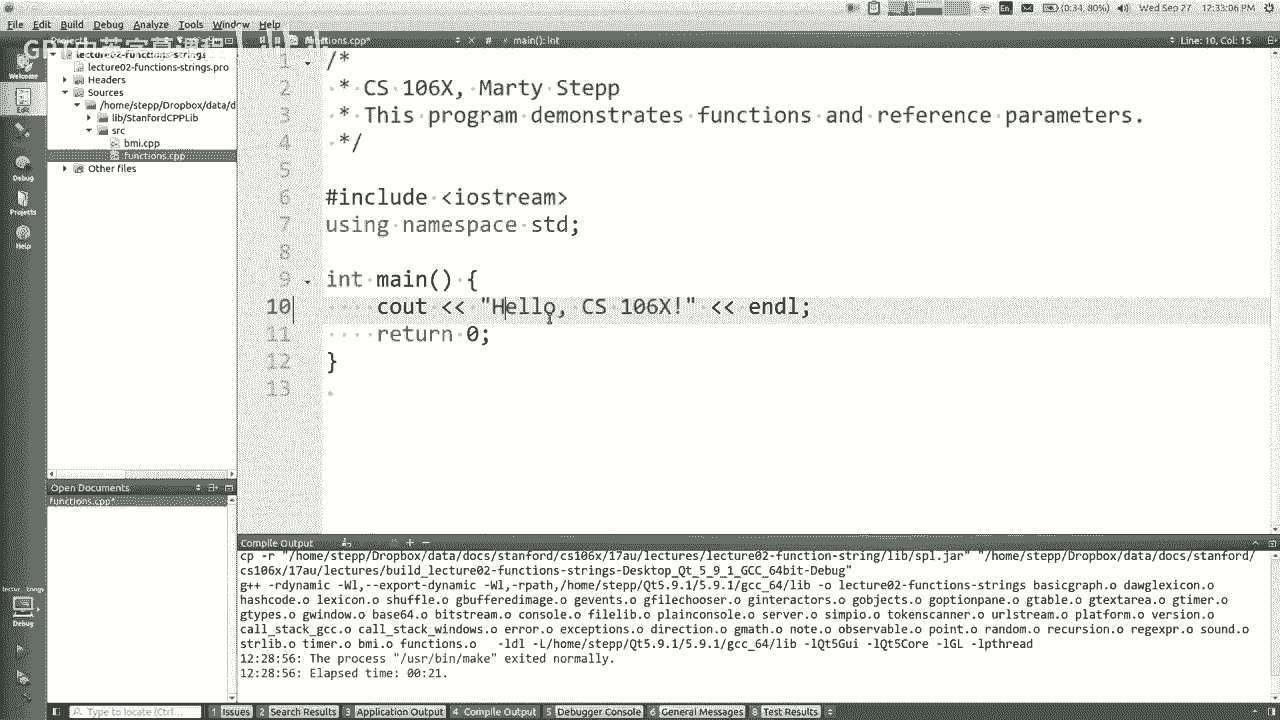 File Edit Build Debug Analyze Tools Window Help
En (0:34, 80%) Wed Sep 27 12:33:06 PM
GPT中英字幕课程
functions.cpp* # main(): int Line: 10, Col: 15
Welcome
Edit
Debug
Projects
Help
Debug
lecture02-functions-strings
lecture02-functions-strings.pro
Headers
Sources
/home/stepp/Dropbox/data/d
lib/StanfordCPPLib
src
bmi.cpp
functions.cpp
Other files
1 /*
2 * CS 106X, Marty Stepp
3 * This program demonstrates functions and reference parameters.
4 */
5
6 #include <iostream>
7 using namespace std;
8
9 int main() {
10 cout << "Hello, CS 106X!" << endl;
11 return 0;
12 }
13
Open Documents
functions.cpp*
Compile Output
cp -r "/home/stepp/Dropbox/data/docs/stanford/cs106x/17au/lectures/lecture02-function-string/lib/spl.jar" "/home/stepp/Dropbox/data/docs/stanford/
cs106x/17au/lectures/build_lecture02-functions-strings-Desktop_Qt_5_9_1_GCC_64bit-Debug"
g++ -rdynamic -Wl,--export-dynamic -Wl,-rpath,/home/stepp/Qt5.9.1/5.9.1/gcc_64/lib -o lecture02-functions-strings basicgraph.o dawglexicon.o
hashcode.o lexicon.o shuffle.o gbufferedimage.o gevents.o gfilechooser.o ginteractors.o gobjects.o goptionpane.o gtable.o gtextarea.o gtimer.o
gtypes.o gwindow.o base64.o bitstream.o console.o filelib.o plainconsole.o server.o simpio.o tokenscanner.o urlstream.o platform.o version.o
call_stack_gcc.o call_stack_windows.o error.o exceptions.o direction.o gmath.o note.o observable.o point.o random.o recursion.o regexpr.o sound.o
strlib.o timer.o bmi.o functions.o -ldl -L/home/stepp/Qt5.9.1/5.9.1/gcc_64/lib -lQt5Gui -lQt5Core -lGL -lpthread
12:28:56: The process "/usr/bin/make" exited normally.
12:28:56: Elapsed time: 00:21.
Type to locate (Ctrl... 1 Issues 2 Search Results 3 Application Output 4 Compile Output 5 Debugger Console 6 General Messages 8 Test Results